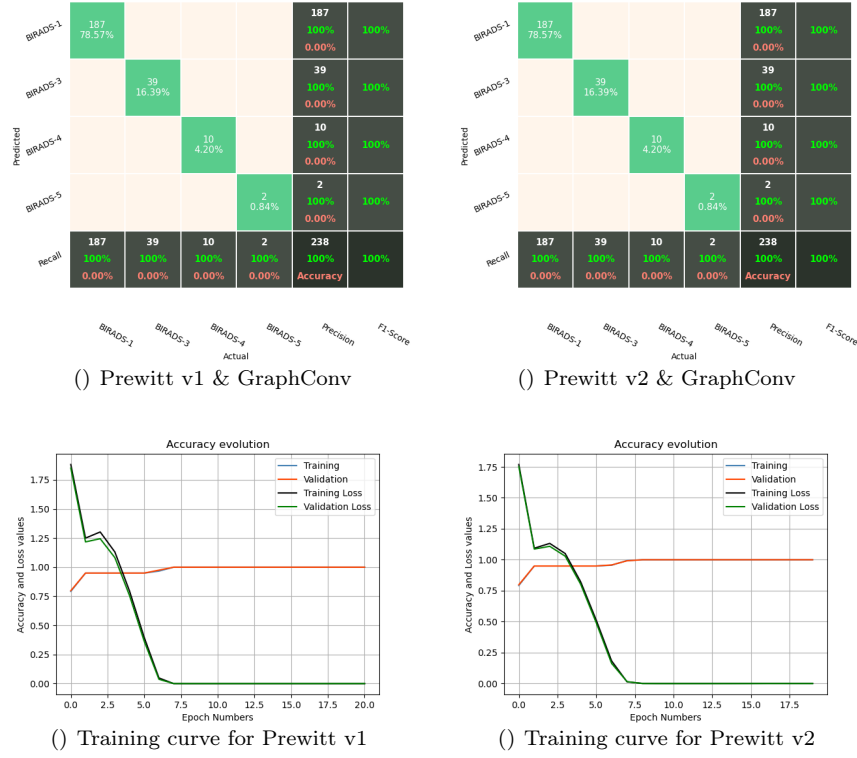 BIRADS-1 187 78.57% 187 100% 0.00% 100%
BIRADS-3 39 16.39% 39 100% 0.00% 100%
BIRADS-4 10 4.20% 10 100% 0.00% 100%
BIRADS-5 2 0.84% 2 100% 0.00% 100%
Recall 187 39 10 2 238
100% 100% 100% 100% 100% 100%
0.00% 0.00% 0.00% 0.00% Accuracy
Predicted
BIRADS-1 BIRADS-3 BIRADS-4 BIRADS-5 Precision F1-Score
Actual
() Prewitt v1 & GraphConv
BIRADS-1 187 78.57% 187 100% 0.00% 100%
BIRADS-3 39 16.39% 39 100% 0.00% 100%
BIRADS-4 10 4.20% 10 100% 0.00% 100%
BIRADS-5 2 0.84% 2 100% 0.00% 100%
Recall 187 39 10 2 238
100% 100% 100% 100% 100% 100%
0.00% 0.00% 0.00% 0.00% Accuracy
Predicted
BIRADS-1 BIRADS-3 BIRADS-4 BIRADS-5 Precision F1-Score
Actual
() Prewitt v2 & GraphConv
Accuracy evolution
Training
Validation
Training Loss
Validation Loss
Accuracy and Loss values
1.75
1.50
1.25
1.00
0.75
0.50
0.25
0.00
0.0 2.5 5.0 7.5 10.0 12.5 15.0 17.5 20.0
Epoch Numbers
() Training curve for Prewitt v1
Accuracy evolution
Training
Validation
Training Loss
Validation Loss
Accuracy and Loss values
1.75
1.50
1.25
1.00
0.75
0.50
0.25
0.00
0.0 2.5 5.0 7.5 10.0 12.5 15.0 17.5
Epoch Numbers
() Training curve for Prewitt v2